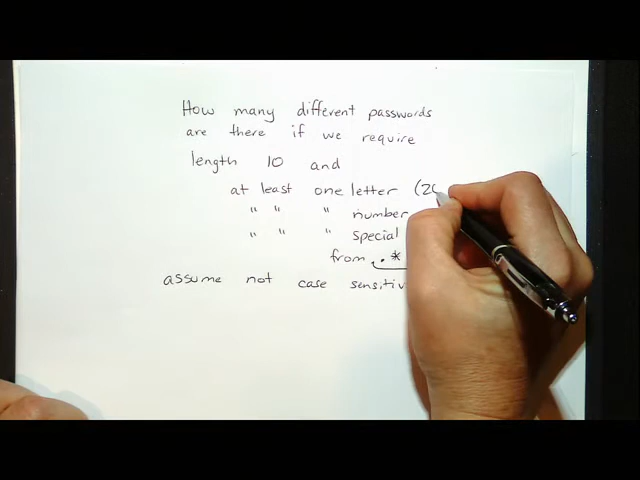 How many different passwords
are there if we require
length 10 and
at least one letter (2
" " " number
" " " special
from . *
assume not case